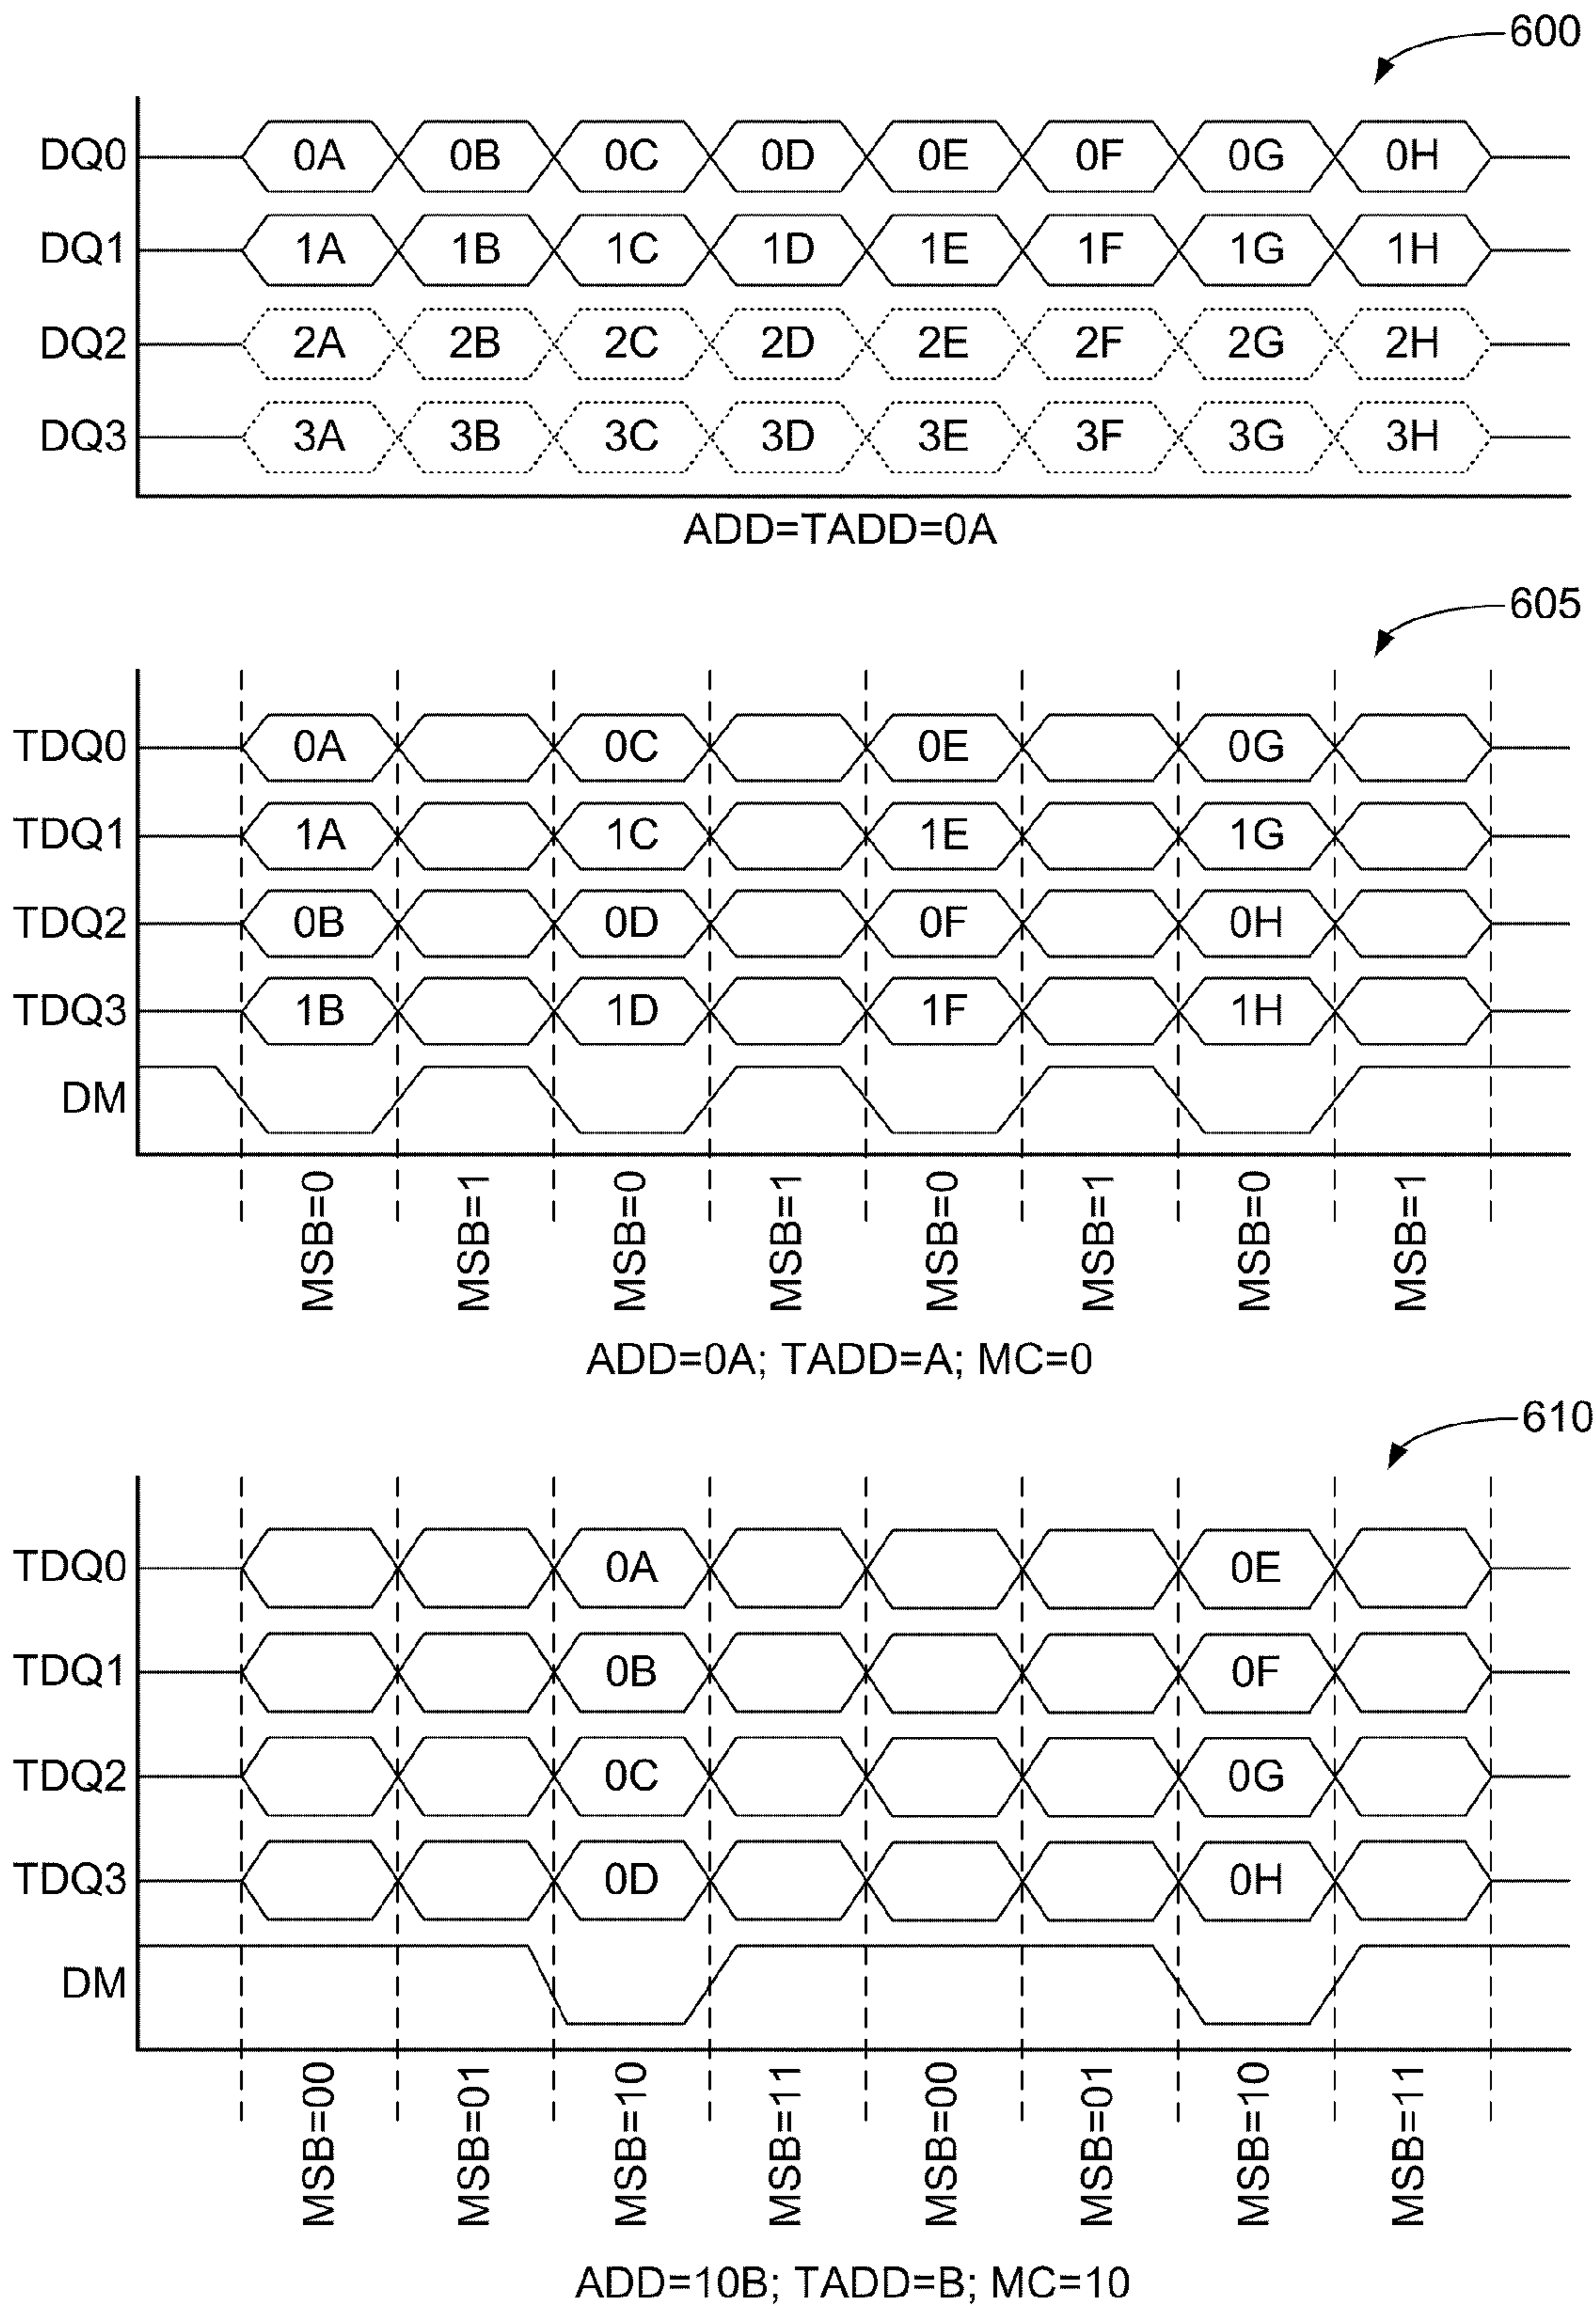 600
DQ0 0A 0B 0C 0D 0E 0F 0G 0H
DQ1 1A 1B 1C 1D 1E 1F 1G 1H
DQ2 2A 2B 2C 2D 2E 2F 2G 2H
DQ3 3A 3B 3C 3D 3E 3F 3G 3H
ADD=TADD=0A
605
TDQ0 0A 0C 0E 0G
TDQ1 1A 1C 1E 1G
TDQ2 0B 0D 0F 0H
TDQ3 1B 1D 1F 1H
DM
MSB=0 MSB=1 MSB=0 MSB=1 MSB=0 MSB=1 MSB=0 MSB=1
ADD=0A; TADD=A; MC=0
610
TDQ0 0A 0E
TDQ1 0B 0F
TDQ2 0C 0G
TDQ3 0D 0H
DM
MSB=00 MSB=01 MSB=10 MSB=11 MSB=00 MSB=01 MSB=10 MSB=11
ADD=10B; TADD=B; MC=10